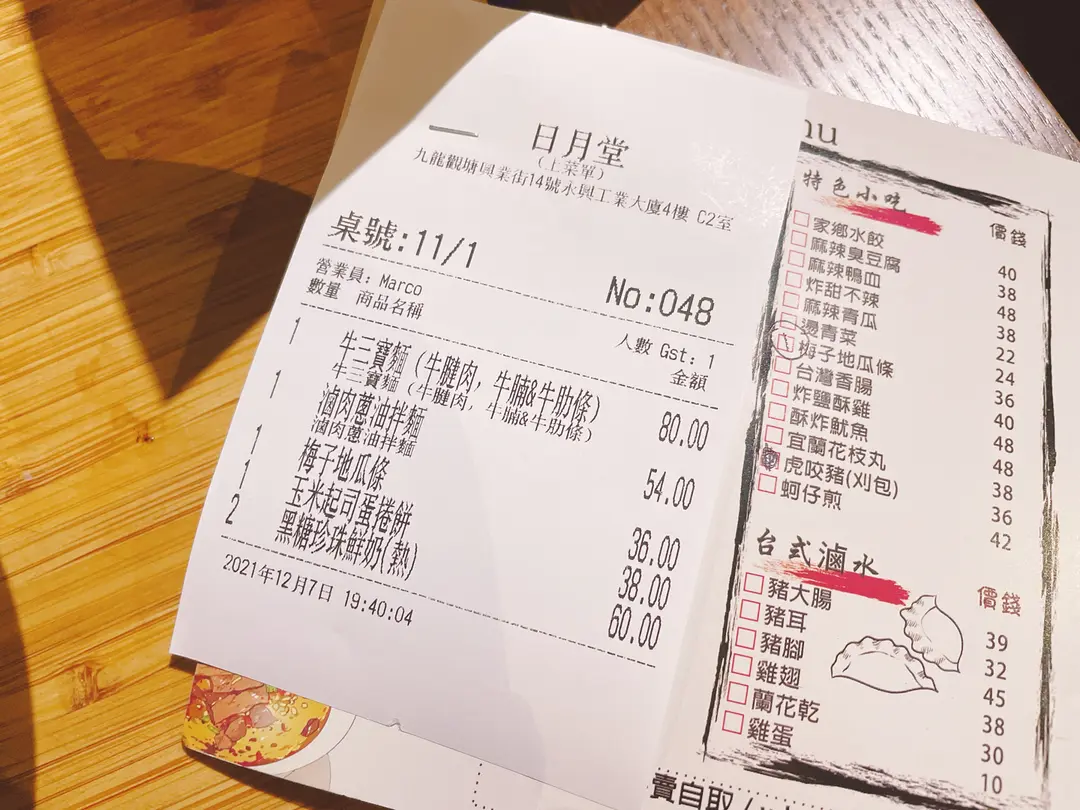 日月堂
(上菜單)
九龍觀塘興業街14號永興工業大廈4樓 C2室
桌號:11/1
No:048
營業員: Marco
人數 Gst: 1
數量 商品名稱 金額
1 牛三寶麵 (牛腱肉, 牛腩&牛肋條) 80.00
牛三寶麵 (牛腱肉, 牛腩&牛肋條)
1 滷肉蔥油拌麵 54.00
滷肉蔥油拌麵
1 梅子地瓜條 36.00
1 玉米起司蛋捲餅 38.00
2 黑糖珍珠鮮奶(熱) 60.00
2021年12月7日 19:40:04
nu
特色小吃 價錢
家鄉水餃 40
麻辣臭豆腐 38
麻辣鴨血 48
炸甜不辣 38
麻辣青瓜 22
燙青菜 24
梅子地瓜條 36
台灣香腸 40
炸鹽酥雞 48
酥炸魷魚 48
宜蘭花枝丸 38
虎咬豬(刈包) 36
蚵仔煎 42
台式滷水 價錢
豬大腸 39
豬耳 32
豬腳 45
雞翅 38
蘭花乾 30
雞蛋 10
賣自取 /